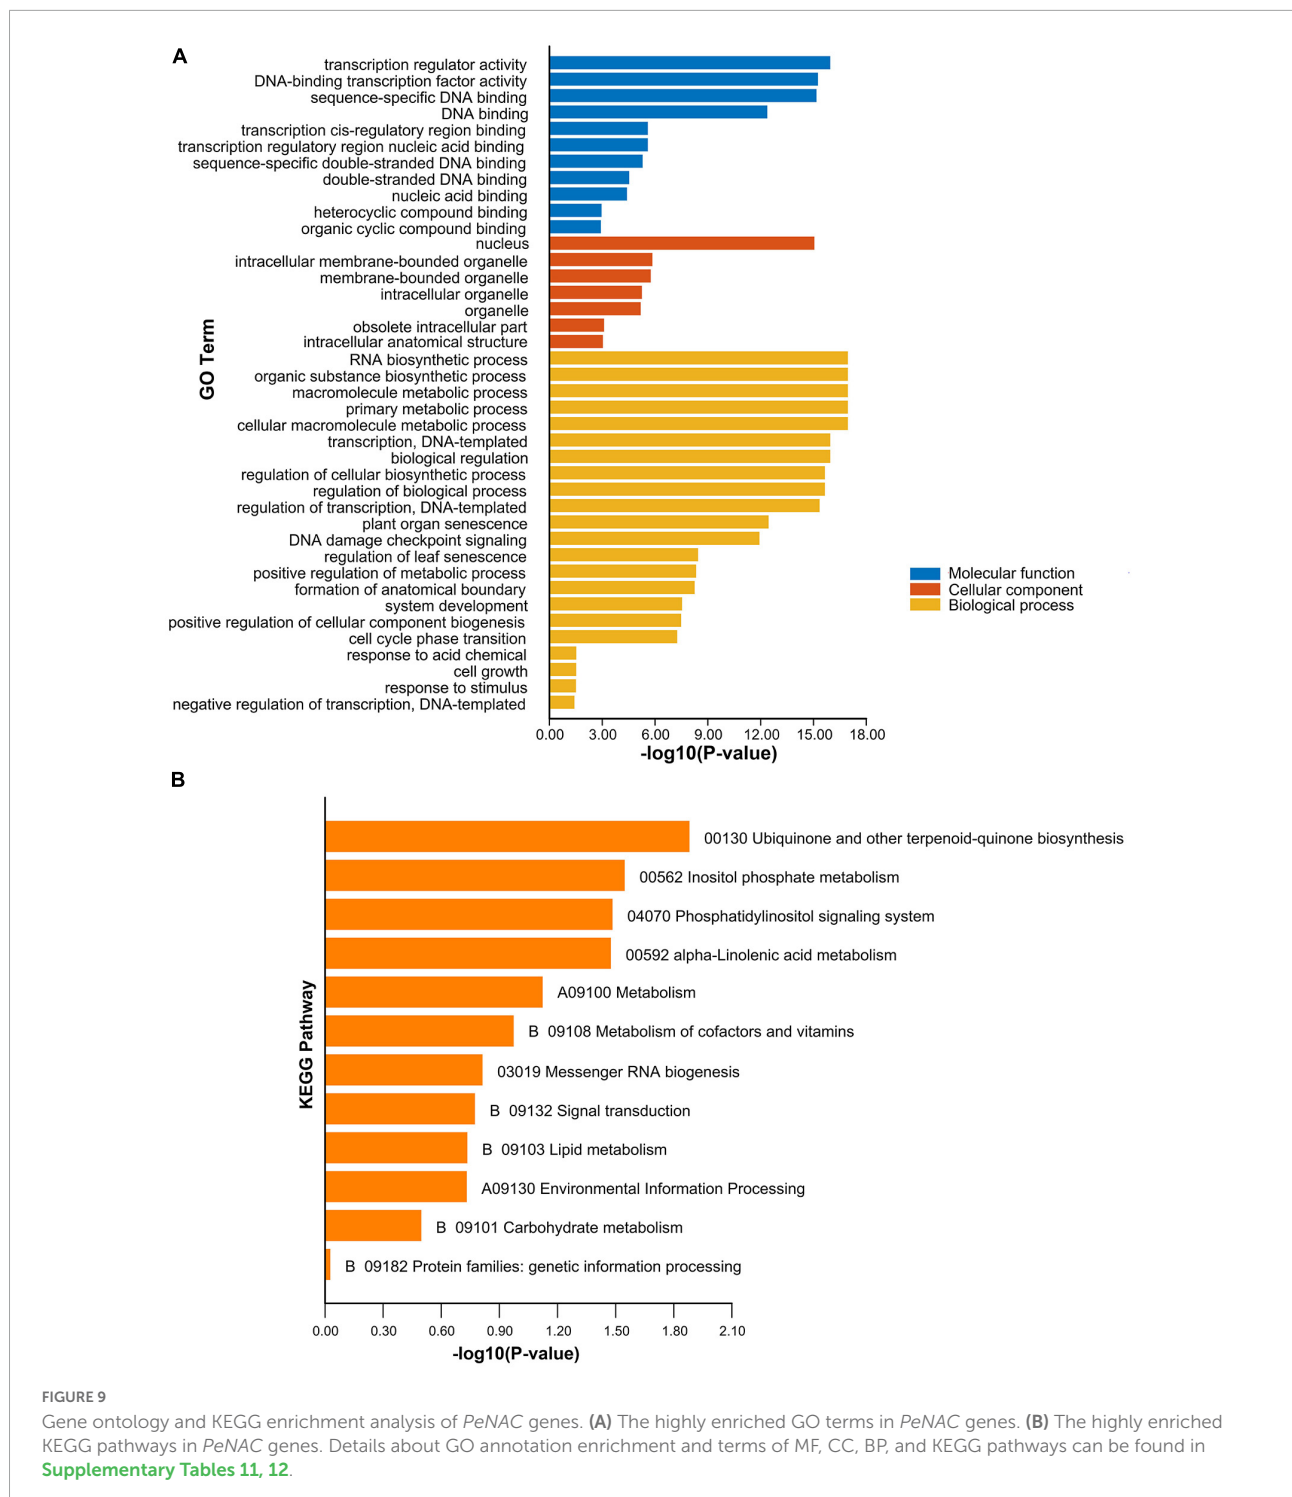 A
transcription regulator activity
DNA-binding transcription factor activity
sequence-specific DNA binding
DNA binding
transcription cis-regulatory region binding
transcription regulatory region nucleic acid binding
sequence-specific double-stranded DNA binding
double-stranded DNA binding
nucleic acid binding
heterocyclic compound binding
organic cyclic compound binding
nucleus
intracellular membrane-bounded organelle
membrane-bounded organelle
intracellular organelle
organelle
obsolete intracellular part
intracellular anatomical structure
RNA biosynthetic process
organic substance biosynthetic process
macromolecule metabolic process
primary metabolic process
cellular macromolecule metabolic process
transcription, DNA-templated
biological regulation
regulation of cellular biosynthetic process
regulation of biological process
regulation of transcription, DNA-templated
plant organ senescence
DNA damage checkpoint signaling
regulation of leaf senescence
positive regulation of metabolic process
formation of anatomical boundary
system development
positive regulation of cellular component biogenesis
cell cycle phase transition
response to acid chemical
cell growth
response to stimulus
negative regulation of transcription, DNA-templated
GO Term
Molecular function
Cellular component
Biological process
0.00 3.00 6.00 9.00 12.00 15.00 18.00
-log10(P-value)
B
00130 Ubiquinone and other terpenoid-quinone biosynthesis
00562 Inositol phosphate metabolism
04070 Phosphatidylinositol signaling system
00592 alpha-Linolenic acid metabolism
A09100 Metabolism
B 09108 Metabolism of cofactors and vitamins
03019 Messenger RNA biogenesis
B 09132 Signal transduction
B 09103 Lipid metabolism
A09130 Environmental Information Processing
B 09101 Carbohydrate metabolism
B 09182 Protein families: genetic information processing
KEGG Pathway
0.00 0.30 0.60 0.90 1.20 1.50 1.80 2.10
-log10(P-value)
FIGURE 9
Gene ontology and KEGG enrichment analysis of PeNAC genes. (A) The highly enriched GO terms in PeNAC genes. (B) The highly enriched
KEGG pathways in PeNAC genes. Details about GO annotation enrichment and terms of MF, CC, BP, and KEGG pathways can be found in
Supplementary Tables 11, 12.